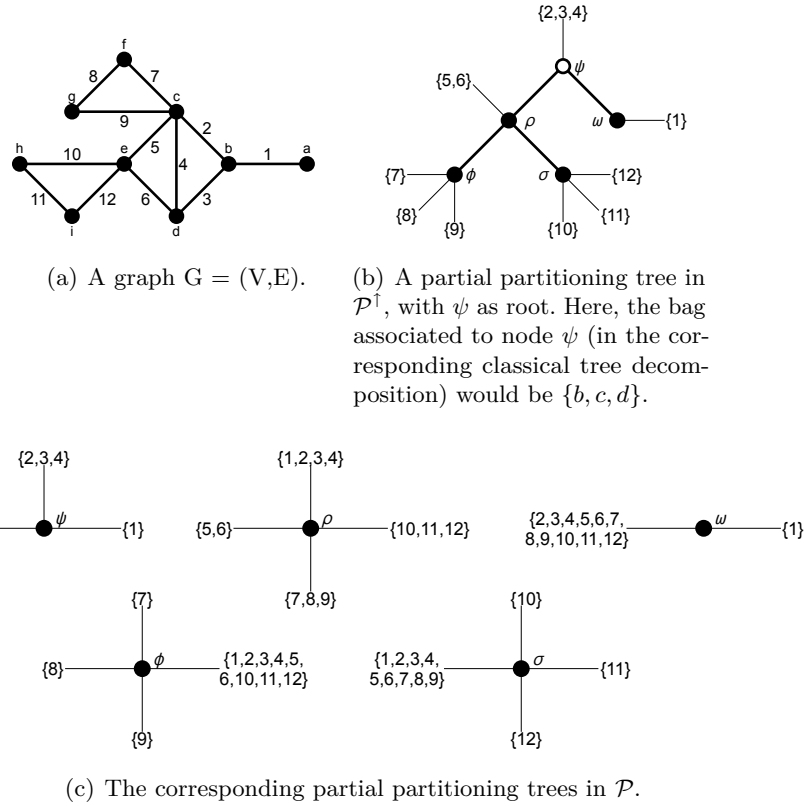 f
8
7
g
c
9
2
h
10
e
5
4
b
1
a
11
12
6
3
i
d
{2,3,4}
ψ
{5,6}
ρ
ω
{1}
{7}
ϕ
σ
{12}
{8}
{9}
{10}
{11}
(a) A graph G = (V,E).
(b) A partial partitioning tree in
𝒫↑, with ψ as root. Here, the bag
associated to node ψ (in the cor-
responding classical tree decom-
position) would be {b, c, d}.
{2,3,4}
ψ
{1}
{1,2,3,4}
ρ
{5,6}
{10,11,12}
{7,8,9}
{2,3,4,5,6,7,
8,9,10,11,12}
ω
{1}
{7}
ϕ
{8}
{1,2,3,4,5,
6,10,11,12}
{9}
{10}
σ
{1,2,3,4,
5,6,7,8,9}
{11}
{12}
(c) The corresponding partial partitioning trees in 𝒫.